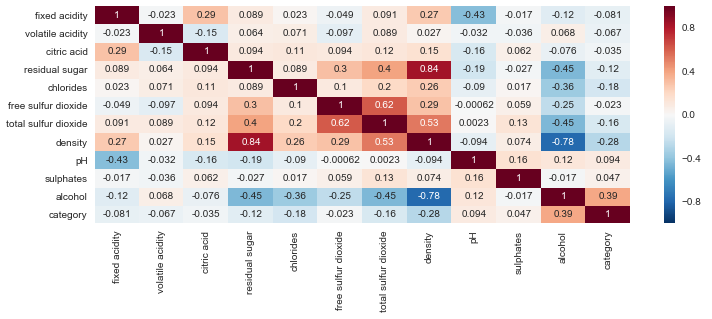 fixed acidity 1 -0.023 0.29 0.089 0.023 -0.049 0.091 0.27 -0.43 -0.017 -0.12 -0.081
volatile acidity -0.023 1 -0.15 0.064 0.071 -0.097 0.089 0.027 -0.032 -0.036 0.068 -0.067
citric acid 0.29 -0.15 1 0.094 0.11 0.094 0.12 0.15 -0.16 0.062 -0.076 -0.035
residual sugar 0.089 0.064 0.094 1 0.089 0.3 0.4 0.84 -0.19 -0.027 -0.45 -0.12
chlorides 0.023 0.071 0.11 0.089 1 0.1 0.2 0.26 -0.09 0.017 -0.36 -0.18
free sulfur dioxide -0.049 -0.097 0.094 0.3 0.1 1 0.62 0.29 -0.00062 0.059 -0.25 -0.023
total sulfur dioxide 0.091 0.089 0.12 0.4 0.2 0.62 1 0.53 0.0023 0.13 -0.45 -0.16
density 0.27 0.027 0.15 0.84 0.26 0.29 0.53 1 -0.094 0.074 -0.78 -0.28
pH -0.43 -0.032 -0.16 -0.19 -0.09 -0.00062 0.0023 -0.094 1 0.16 0.12 0.094
sulphates -0.017 -0.036 0.062 -0.027 0.017 0.059 0.13 0.074 0.16 1 -0.017 0.047
alcohol -0.12 0.068 -0.076 -0.45 -0.36 -0.25 -0.45 -0.78 0.12 -0.017 1 0.39
category -0.081 -0.067 -0.035 -0.12 -0.18 -0.023 -0.16 -0.28 0.094 0.047 0.39 1
fixed acidity
volatile acidity
citric acid
residual sugar
chlorides
free sulfur dioxide
total sulfur dioxide
density
pH
sulphates
alcohol
category
0.8
0.4
0.0
-0.4
-0.8